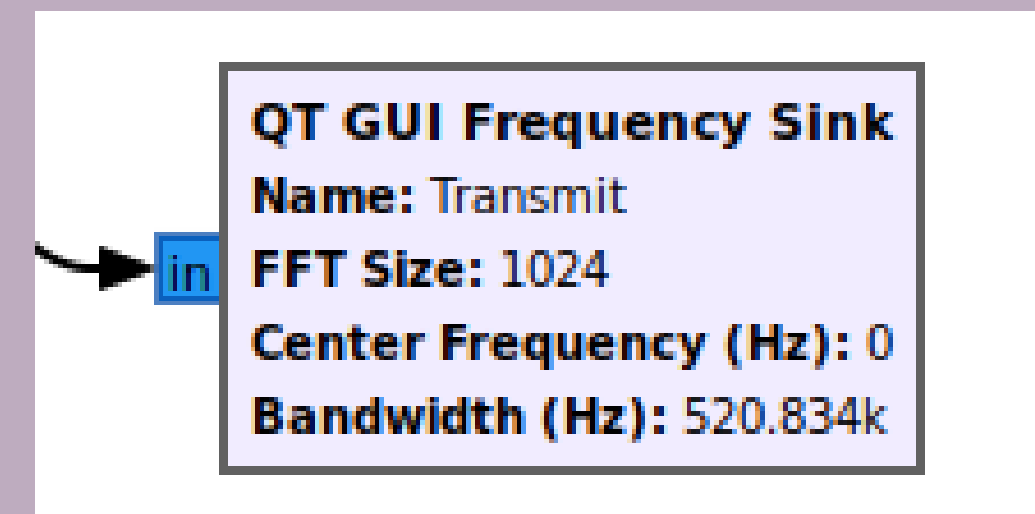 QT GUI Frequency Sink
Name: Transmit
in
FFT Size: 1024
Center Frequency (Hz): 0
Bandwidth (Hz): 520.834k